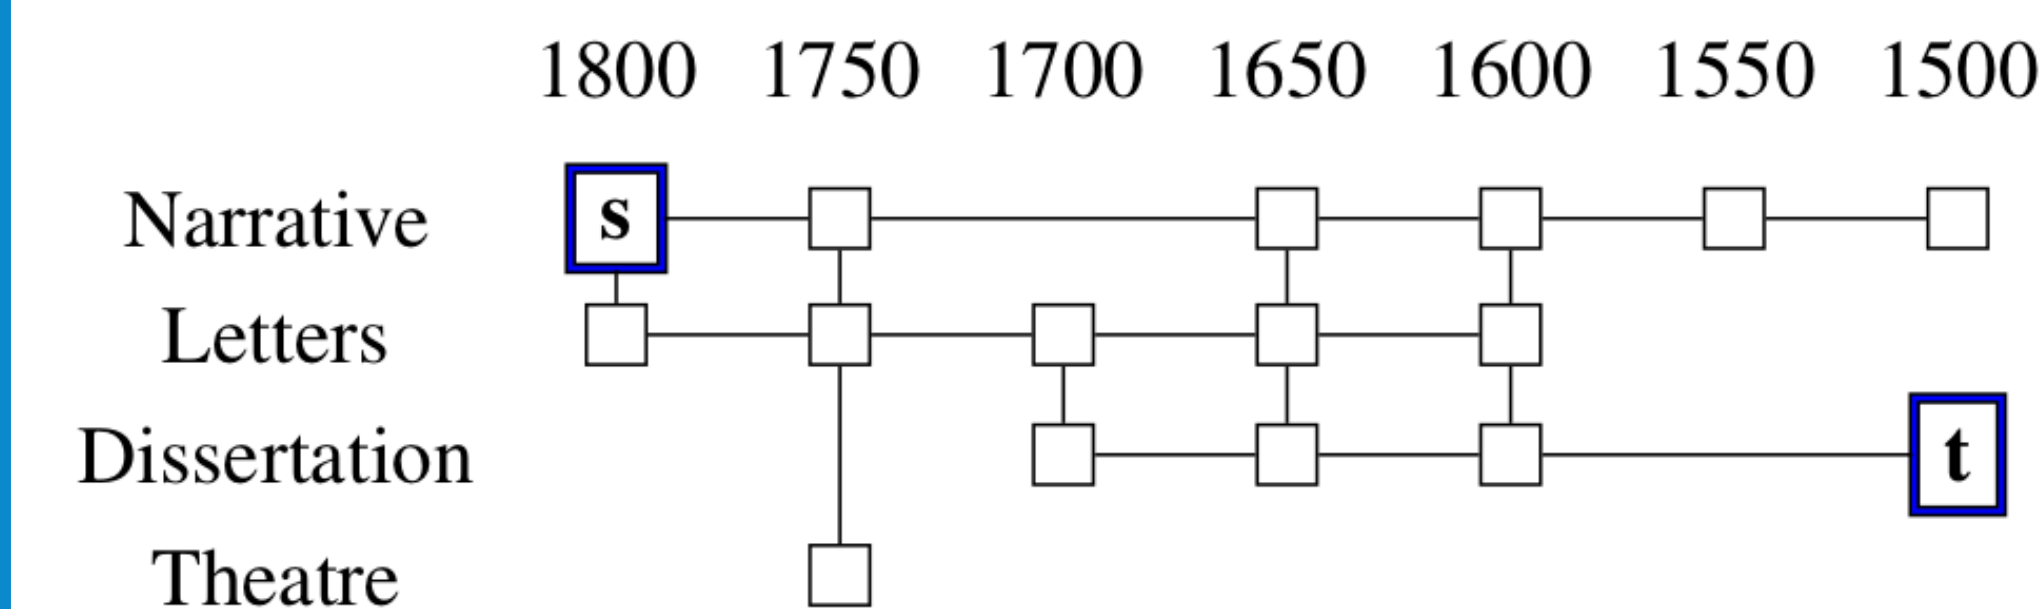 1800 1750 1700 1650 1600 1550 1500
Narrative s
Letters
Dissertation t
Theatre